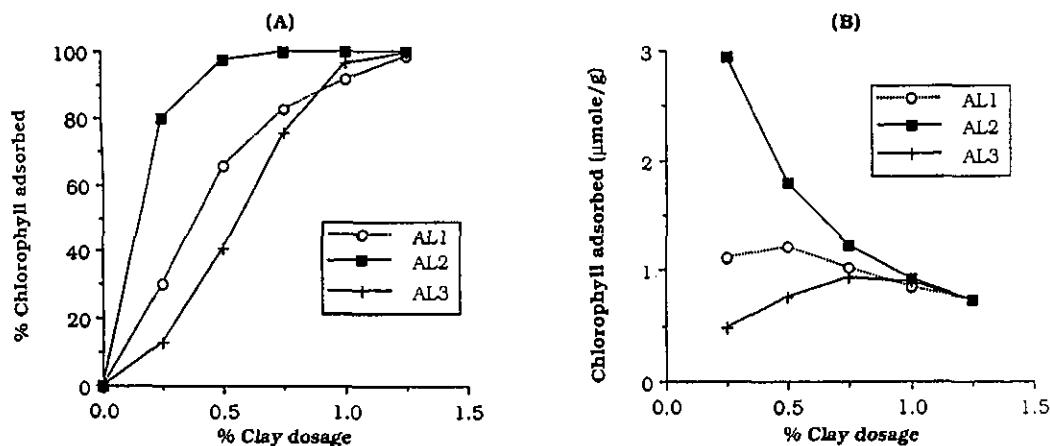 (A)
% Chlorophyll adsorbed
100
80
60
40
20
0
0.0
0.5
1.0
1.5
% Clay dosage
AL1
AL2
AL3
(B)
Chlorophyll adsorbed (μmole/g)
3
2
1
0
0.0
0.5
1.0
1.5
% Clay dosage
AL1
AL2
AL3